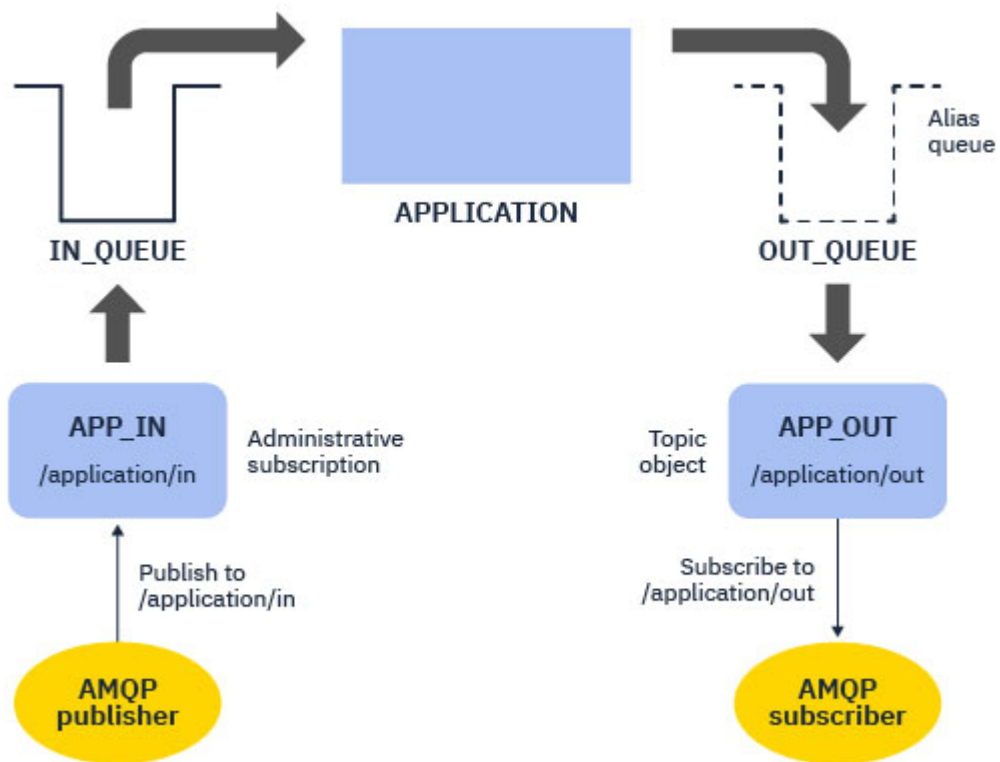 Alias
queue
APPLICATION
IN_QUEUE
OUT_QUEUE
APP_IN
/application/in
Administrative
subscription
Topic
object
APP_OUT
/application/out
Publish to
/application/in
Subscribe to
/application/out
AMQP
publisher
AMQP
subscriber